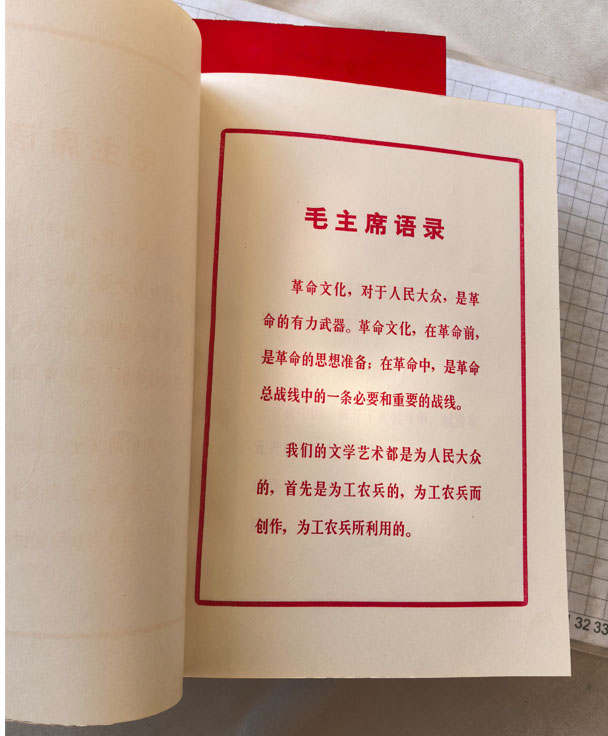 毛主席语录
革命文化，对于人民大众，是革
命的有力武器。革命文化，在革命前，
是革命的思想准备；在革命中，是革命
总战线中的一条必要和重要的战线。
我们的文学艺术都是为人民大众
的，首先是为工农兵的，为工农兵而
创作，为工农兵所利用的。
32 33